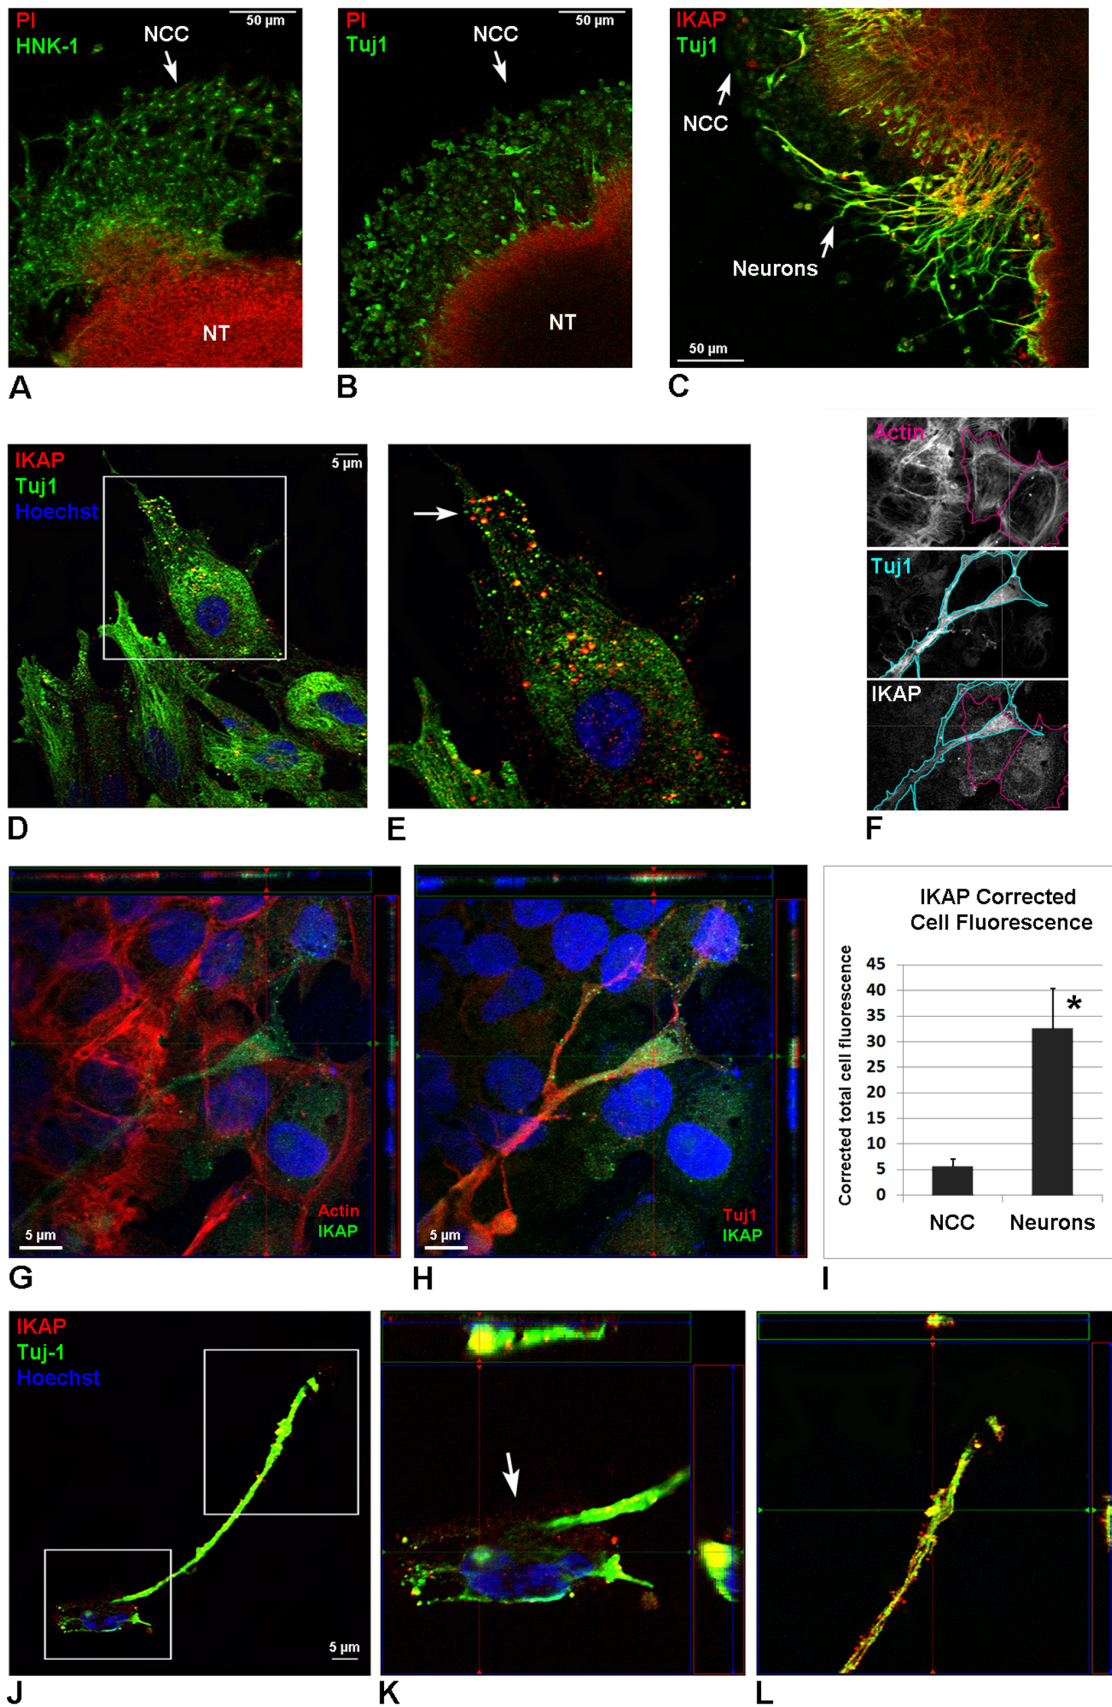 PI
HNK-1
NCC
50 µm
NT
A
PI
Tuj1
NCC
50 µm
NT
B
IKAP
Tuj1
NCC
Neurons
50 µm
C
IKAP
Tuj1
Hoechst
5 µm
D
E
Actin
Tuj1
IKAP
F
Actin
IKAP
5 µm
G
Tuj1
IKAP
5 µm
H
IKAP Corrected
Cell Fluorescence
Corrected total cell fluorescence
45
40
35
30
25
20
15
10
5
0
*
NCC
Neurons
I
IKAP
Tuj-1
Hoechst
5 µm
J
K
L